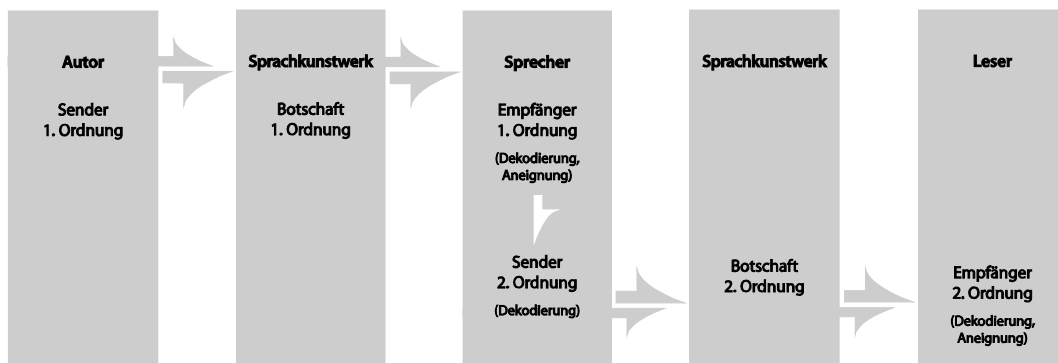 Autor
Sender
1. Ordnung
Sprachkunstwerk
Botschaft
1. Ordnung
Sprecher
Empfänger
1. Ordnung
(Dekodierung,
Aneignung)
Sender
2. Ordnung
(Dekodierung)
Sprachkunstwerk
Botschaft
2. Ordnung
Leser
Empfänger
2. Ordnung
(Dekodierung,
Aneignung)